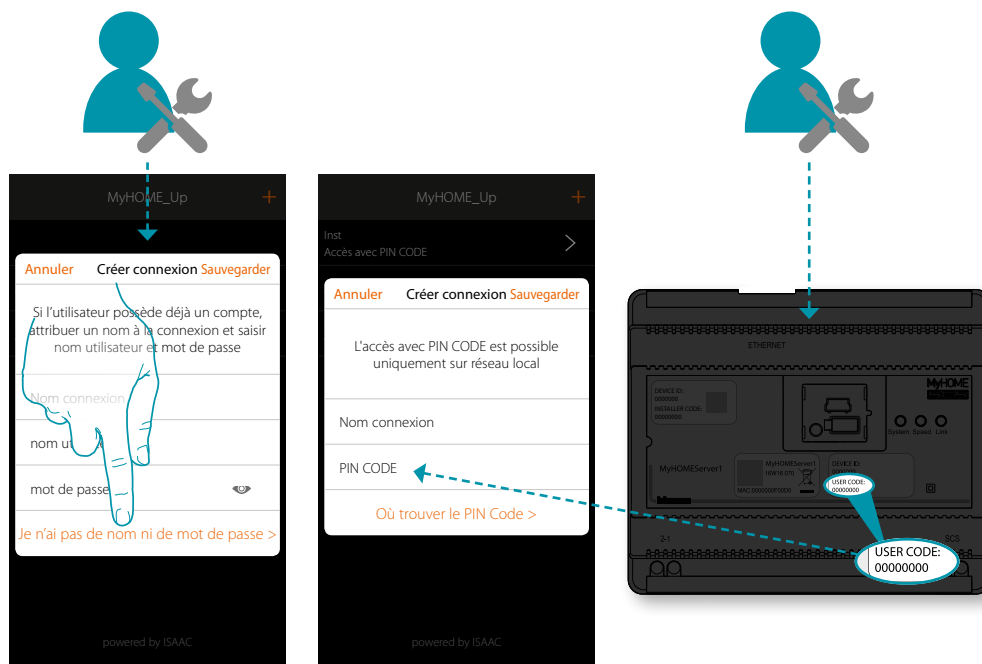 MyHOME_Up +
Annuler Créer connexion Sauvegarder
Si l'utilisateur possède déjà un compte,
attribuer un nom à la connexion et saisir
nom utilisateur et mot de passe
Nom connexion
nom ut
mot de passe
Je n'ai pas de nom ni de mot de passe >
powered by ISAAC
MyHOME_Up +
Inst
Accès avec PIN CODE
Annuler Créer connexion Sauvegarder
L'accès avec PIN CODE est possible
uniquement sur réseau local
Nom connexion
PIN CODE
Où trouver le PIN Code >
powered by ISAAC
ETHERNET
DEVICE ID:
0000000
INSTALLER CODE:
00000000
MyHOME
System Speed Link
MyHOMEServer1
MyHOMEServer1
MAC 0000000F00D0
DEVICE ID:
USER CODE:
00000000
2-1
SCS
USER CODE:
00000000